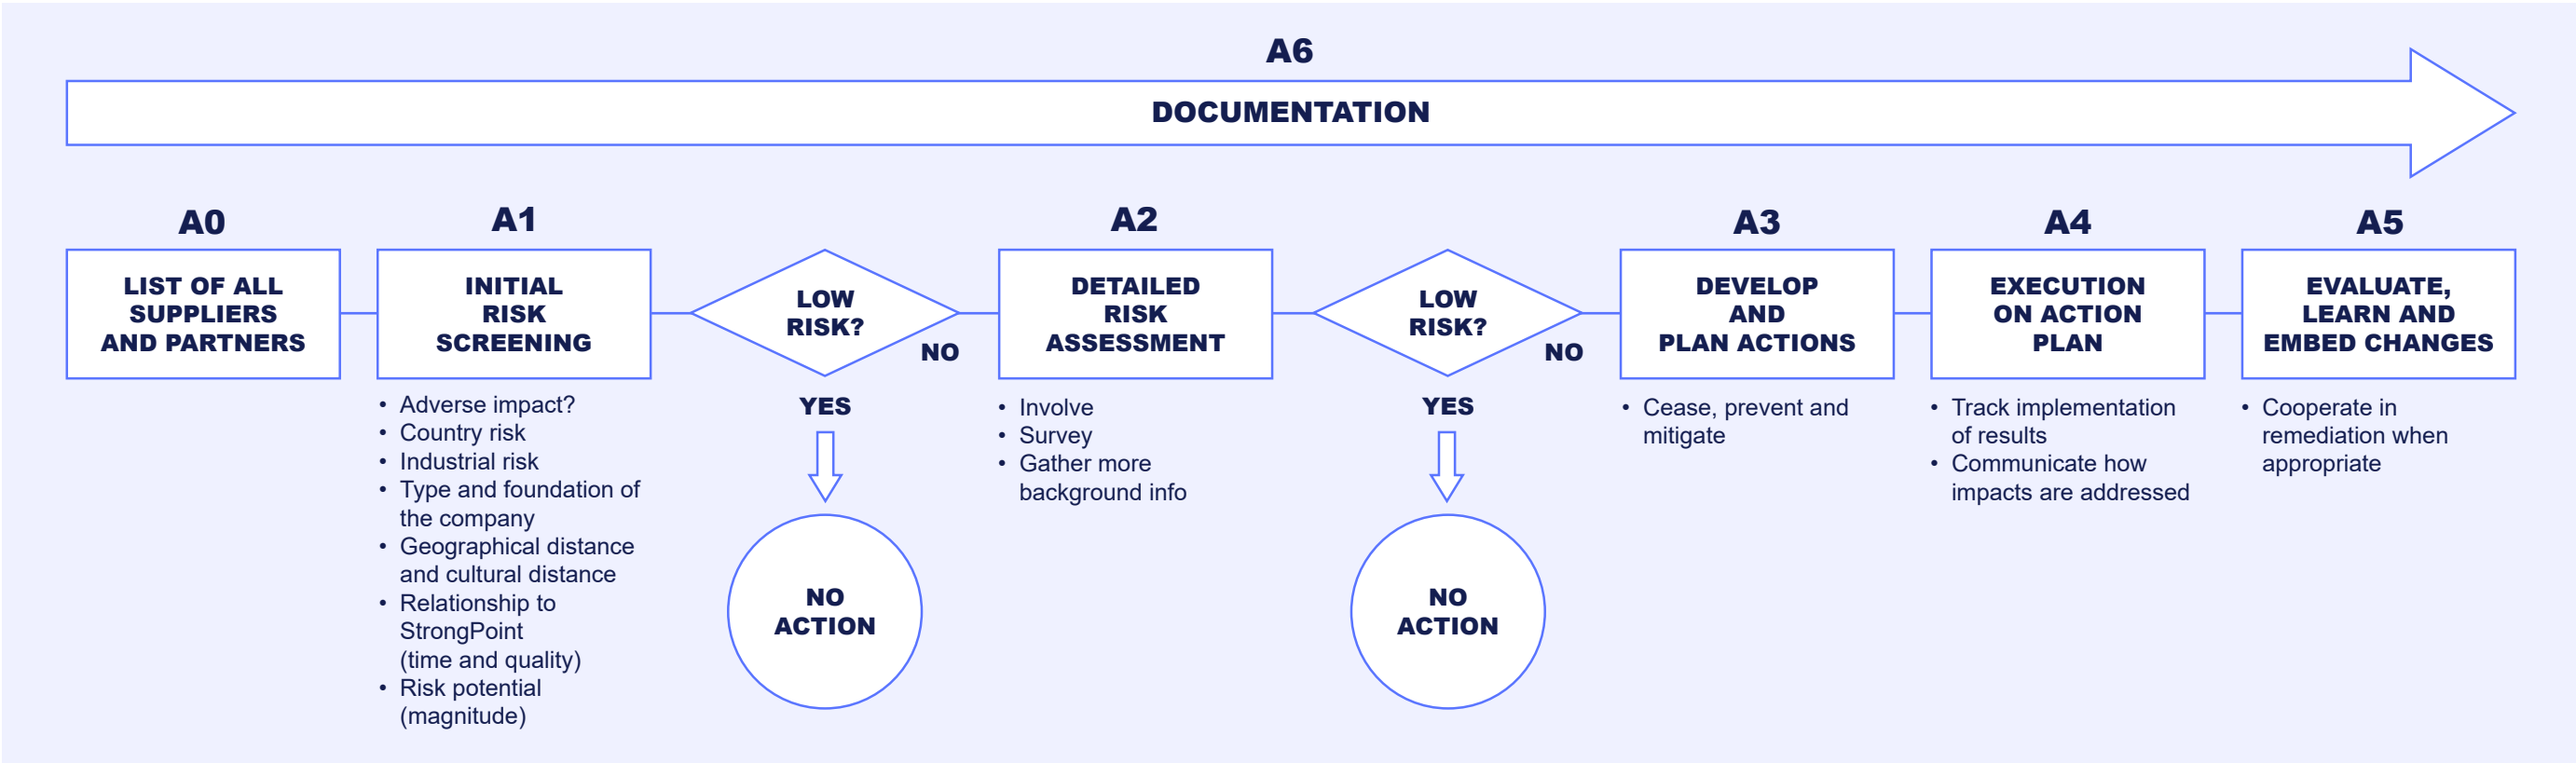 A6
DOCUMENTATION
A0
LIST OF ALL
SUPPLIERS
AND PARTNERS
A1
INITIAL
RISK
SCREENING
• Adverse impact?
• Country risk
• Industrial risk
• Type and foundation of
the company
• Geographical distance
and cultural distance
• Relationship to
StrongPoint
(time and quality)
• Risk potential
(magnitude)
LOW
RISK?
NO
YES
NO
ACTION
A2
DETAILED
RISK
ASSESSMENT
• Involve
• Survey
• Gather more
background info
LOW
RISK?
NO
YES
NO
ACTION
A3
DEVELOP
AND
PLAN ACTIONS
• Cease, prevent and
mitigate
A4
EXECUTION
ON ACTION
PLAN
• Track implementation
of results
• Communicate how
impacts are addressed
A5
EVALUATE,
LEARN AND
EMBED CHANGES
• Cooperate in
remediation when
appropriate